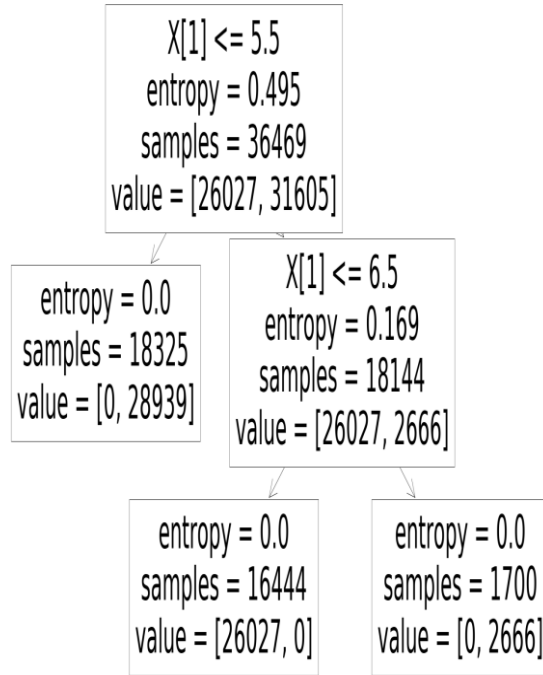 X[1] <= 5.5
entropy = 0.495
samples = 36469
value = [26027, 31605]
entropy = 0.0
samples = 18325
value = [0, 28939]
X[1] <= 6.5
entropy = 0.169
samples = 18144
value = [26027, 2666]
entropy = 0.0
samples = 16444
value = [26027, 0]
entropy = 0.0
samples = 1700
value = [0, 2666]